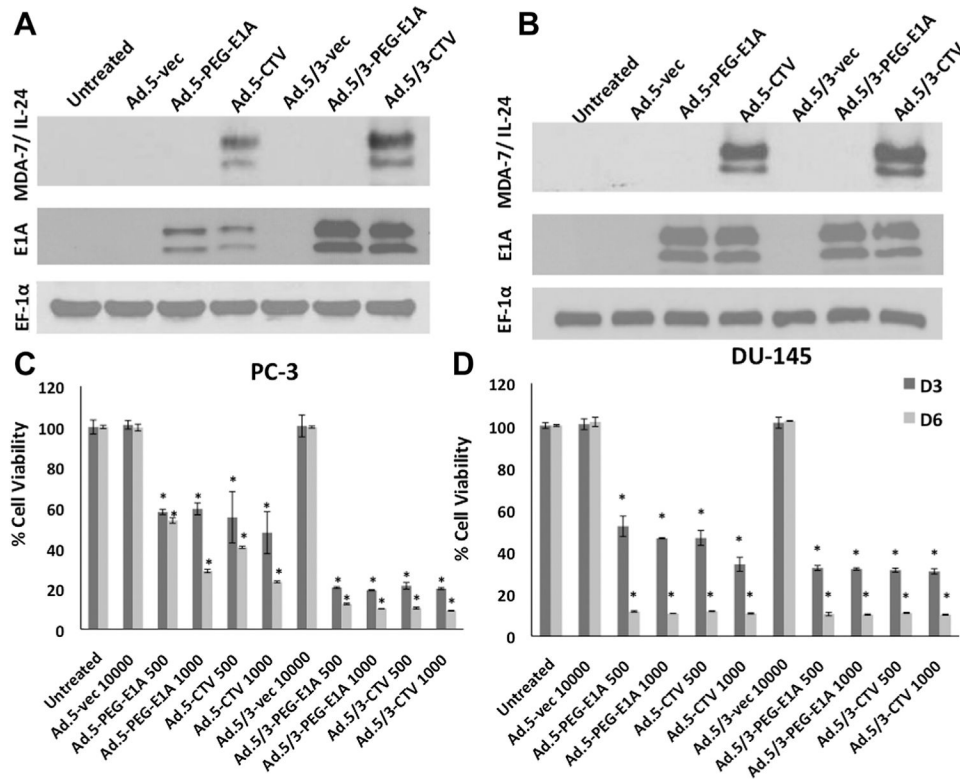 A
Untreated
Ad.5-vec
Ad.5-PEG-E1A
Ad.5-CTV
Ad.5/3-vec
Ad.5/3-PEG-E1A
Ad.5/3-CTV
MDA-7/ IL-24
E1A
EF-1α
B
Untreated
Ad.5-vec
Ad.5-PEG-E1A
Ad.5-CTV
Ad.5/3-vec
Ad.5/3-PEG-E1A
Ad.5/3-CTV
MDA-7/ IL-24
E1A
EF-1α
C
PC-3
% Cell Viability
120
100
80
60
40
20
0
* * * * * * * * * * * * * * * *
Untreated
Ad.5-vec 10000
Ad.5-PEG-E1A 500
Ad.5-PEG-E1A 1000
Ad.5-CTV 500
Ad.5-CTV 1000
Ad.5/3-vec 10000
Ad.5/3-PEG-E1A 500
Ad.5/3-PEG-E1A 1000
Ad.5/3-CTV 500
Ad.5/3-CTV 1000
D
DU-145
D3
D6
% Cell Viability
120
100
80
60
40
20
0
* * * * * * * * * * * * * * * *
Untreated
Ad.5-vec 10000
Ad.5-PEG-E1A 500
Ad.5-PEG-E1A 1000
Ad.5-CTV 500
Ad.5-CTV 1000
Ad.5/3-vec 10000
Ad.5/3-PEG-E1A 500
Ad.5/3-PEG-E1A 1000
Ad.5/3-CTV 500
Ad.5/3-CTV 1000